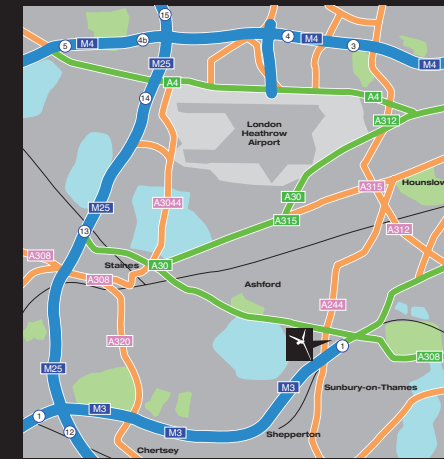 15
5
M4
4b
4
M4
3
M4
M25
A4
14
A4
A312
London
Heathrow
Airport
A315
Hounslow
A30
M25
A3044
A315
A312
13
A308
Staines
A30
A308
Ashford
A244
A320
1
A308
M25
M3
Sunbury-on-Thames
1
M3
12
M3
Shepperton
Chertsey